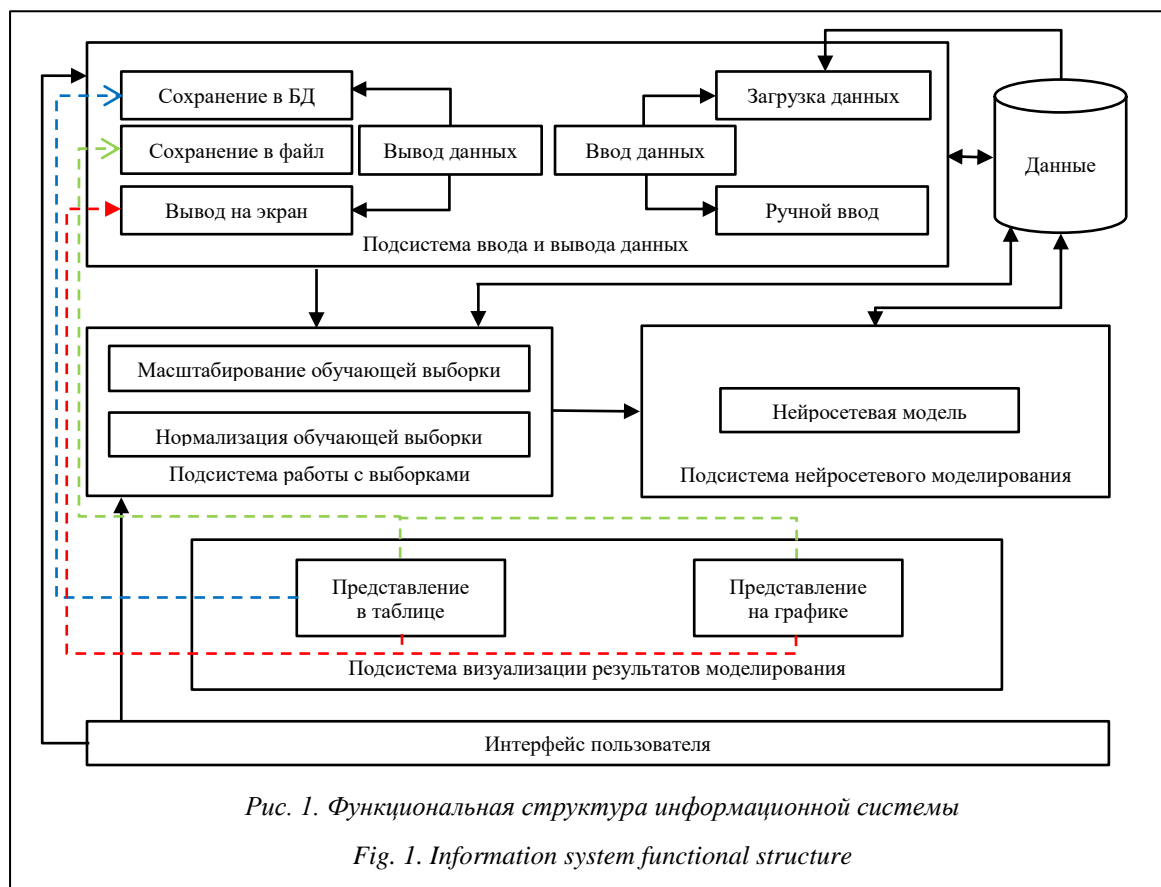 Сохранение в БД
Загрузка данных
Сохранение в файл
Вывод данных
Ввод данных
Данные
Вывод на экран
Ручной ввод
Подсистема ввода и вывода данных
Масштабирование обучающей выборки
Нормализация обучающей выборки
Подсистема работы с выборками
Нейросетевая модель
Подсистема нейросетевого моделирования
Представление
в таблице
Представление
на графике
Подсистема визуализации результатов моделирования
Интерфейс пользователя
Рис. 1. Функциональная структура информационной системы
Fig. 1. Information system functional structure